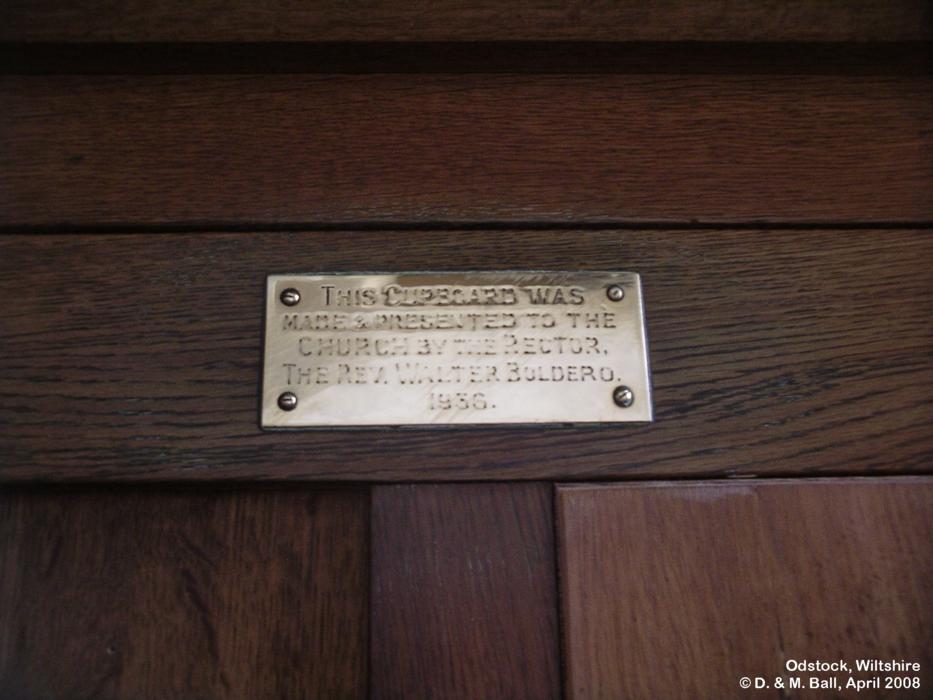 THIS CUPBOARD WAS
MADE & PRESENTED TO THE
CHURCH BY THE RECTOR,
THE REV. WALTER BOLDERO.
1936.
Odstock, Wiltshire
© D. & M. Ball, April 2008